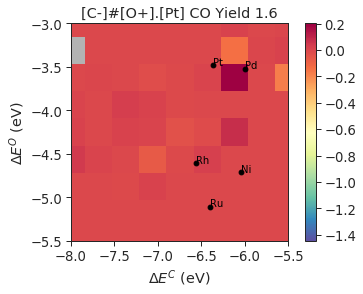 [C-]#[O+].[Pt] CO Yield 1.6
ΔE^O (eV)
−3.0
−3.5
−4.0
−4.5
−5.0
−5.5
Pt
Pd
Rh
Ni
Ru
−8.0 −7.5 −7.0 −6.5 −6.0 −5.5
ΔE^C (eV)
0.2
0.0
−0.2
−0.4
−0.6
−0.8
−1.0
−1.2
−1.4